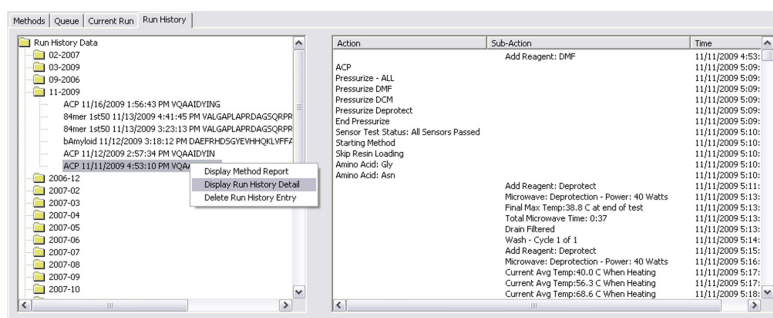 Methods Queue Current Run Run History
Run History Data
02-2007
03-2009
09-2006
11-2009
ACP 11/16/2009 1:56:43 PM VQAAIDYING
84mer 1st50 11/13/2009 4:41:45 PM VALGAPLAPRDAGSQRPR
84mer 1st50 11/13/2009 3:23:13 PM VALGAPLAPRDAGSQRPR
bAmyloid 11/12/2009 3:18:12 PM DAEFRHDSGYEVHHQKLVFFA
ACP 11/12/2009 2:57:34 PM VQAAIDYIN
ACP 11/11/2009 4:53:10 PM
2006-12
2007-02
2007-03
2007-04
2007-05
2007-06
2007-07
2007-08
2007-09
2007-10
Display Method Report
Display Run History Detail
Delete Run History Entry
Action Sub-Action Time
Add Reagent: DMF 11/11/2009 4:53:
ACP 11/11/2009 5:09:
Pressurize - ALL 11/11/2009 5:09:
Pressurize DMF 11/11/2009 5:09:
Pressurize DCM 11/11/2009 5:09:
Pressurize Deprotect 11/11/2009 5:09:
End Pressurize 11/11/2009 5:09:
Sensor Test Status: All Sensors Passed 11/11/2009 5:10:
Starting Method 11/11/2009 5:10:
Skip Resin Loading 11/11/2009 5:10:
Amino Acid: Gly 11/11/2009 5:10:
Amino Acid: Asn 11/11/2009 5:10:
Add Reagent: Deprotect 11/11/2009 5:11:
Microwave: Deprotection - Power: 40 Watts 11/11/2009 5:13:
Final Max Temp:38.8 C at end of test 11/11/2009 5:13:
Total Microwave Time: 0:37 11/11/2009 5:13:
Drain Filtered 11/11/2009 5:13:
Wash - Cycle 1 of 1 11/11/2009 5:14:
Add Reagent: Deprotect 11/11/2009 5:15:
Microwave: Deprotection - Power: 40 Watts 11/11/2009 5:16:
Current Avg Temp:40.0 C When Heating 11/11/2009 5:17:
Current Avg Temp:56.3 C When Heating 11/11/2009 5:17:
Current Avg Temp:68.6 C When Heating 11/11/2009 5:18: